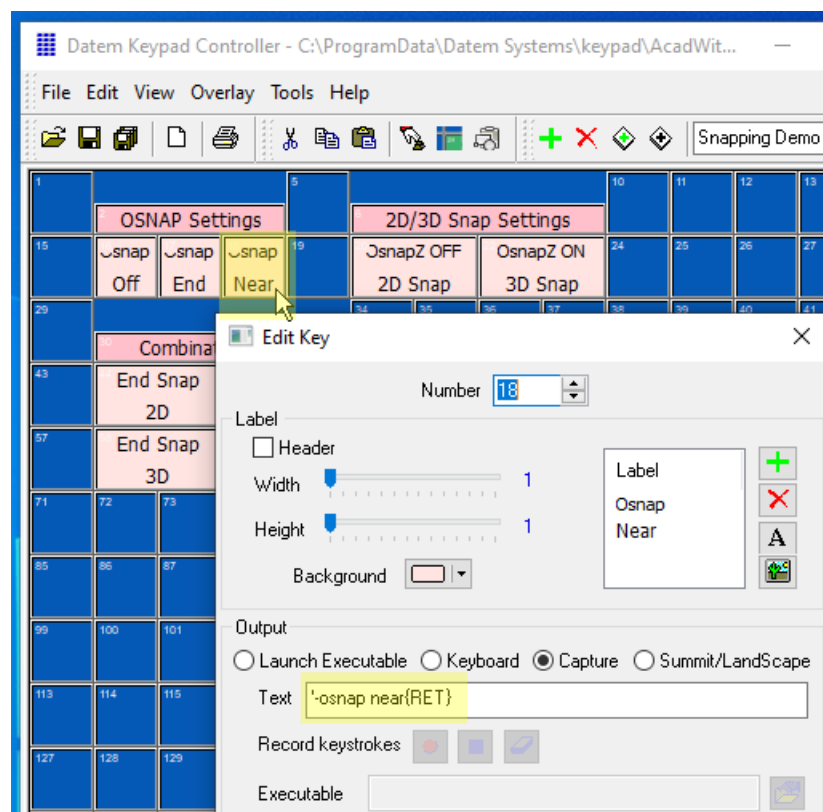 Datem Keypad Controller - C:\ProgramData\Datem Systems\keypad\AcadWit...
File Edit View Overlay Tools Help
Snapping Demo
1 5 10 11 12 13
2 OSNAP Settings 6 2D/3D Snap Settings
15 Osnap Osnap Osnap 19 OsnapZ OFF OsnapZ ON 24 25 26 27
Off End Near 2D Snap 3D Snap
29 34 35 36 37 38 39 40 41
30 Combinat
43 End Snap
2D
57 End Snap
3D
71 72 73
85 86 87
99 100 101
113 114 115
127 128 129
Edit Key
Number 18
Label
Header
Width 1
Height 1
Background
Label
Osnap
Near
A
Output
Launch Executable Keyboard Capture Summit/LandScape
Text '-osnap near{RET}
Record keystrokes
Executable